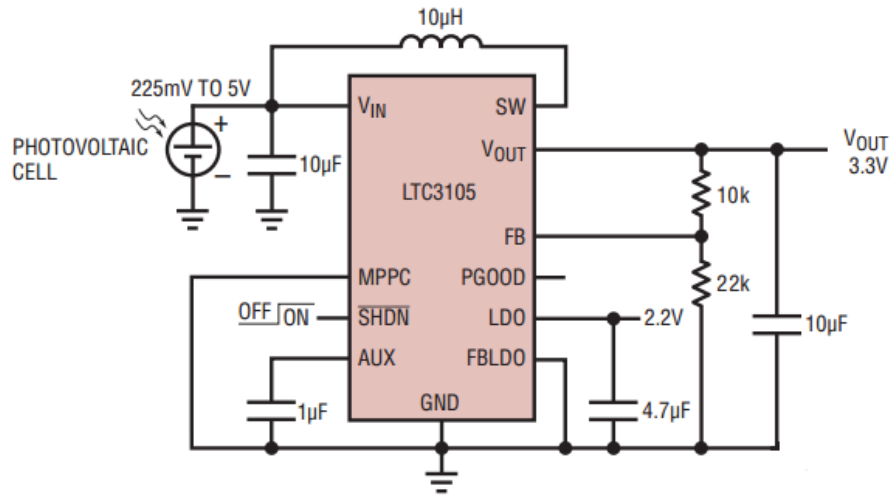 10µH
225mV TO 5V
PHOTOVOLTAIC
CELL
+
–
10µF
VIN
SW
VOUT
LTC3105
FB
MPPC
PGOOD
OFF ON
SHDN
LDO
AUX
FBLDO
GND
1µF
2.2V
4.7µF
10k
22k
10µF
VOUT
3.3V